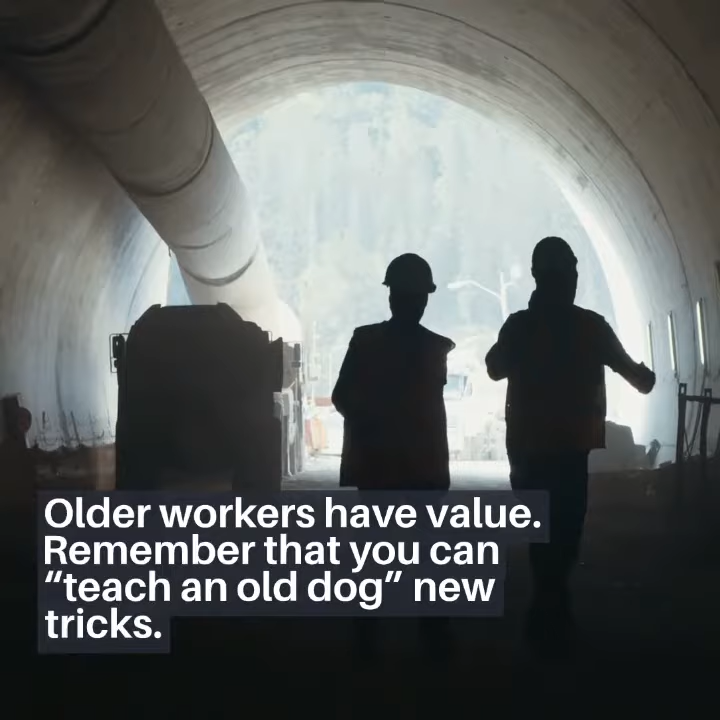 Older workers have value.
Remember that you can
“teach an old dog” new
tricks.